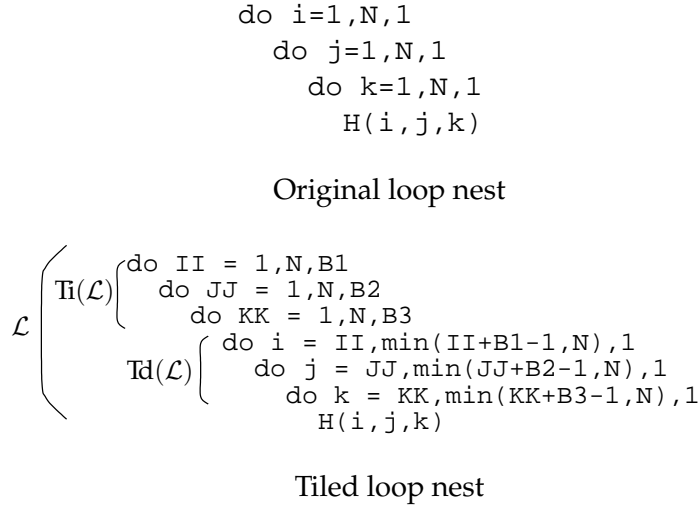 do i=1,N,1
do j=1,N,1
do k=1,N,1
H(i,j,k)
Original loop nest
do II = 1,N,B1
Ti(ℒ) do JJ = 1,N,B2
do KK = 1,N,B3
ℒ
do i = II,min(II+B1-1,N),1
Td(ℒ) do j = JJ,min(JJ+B2-1,N),1
do k = KK,min(KK+B3-1,N),1
H(i,j,k)
Tiled loop nest